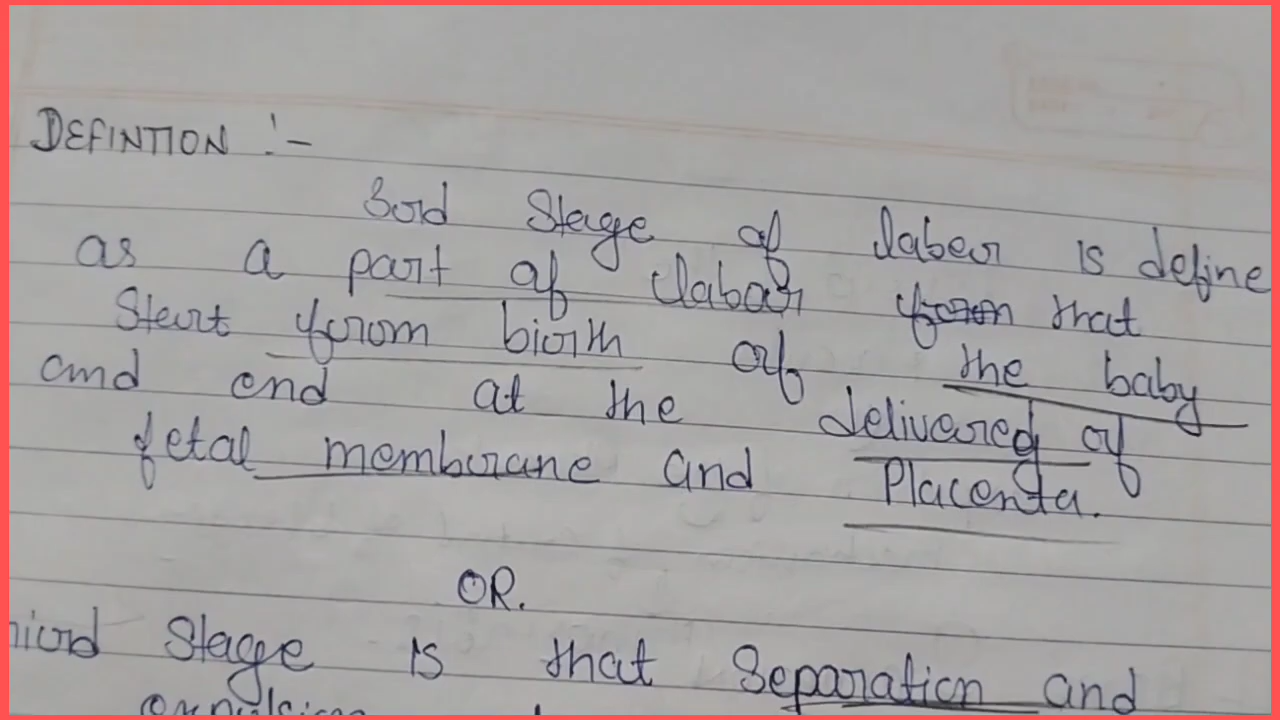 DEFINTION :-
3rd Stage of labor is define
as a part of labor from that
Start from birth of the baby
and end at the delivered of
fetal membrane and Placenta.
OR.
hird Stage is that Separation and